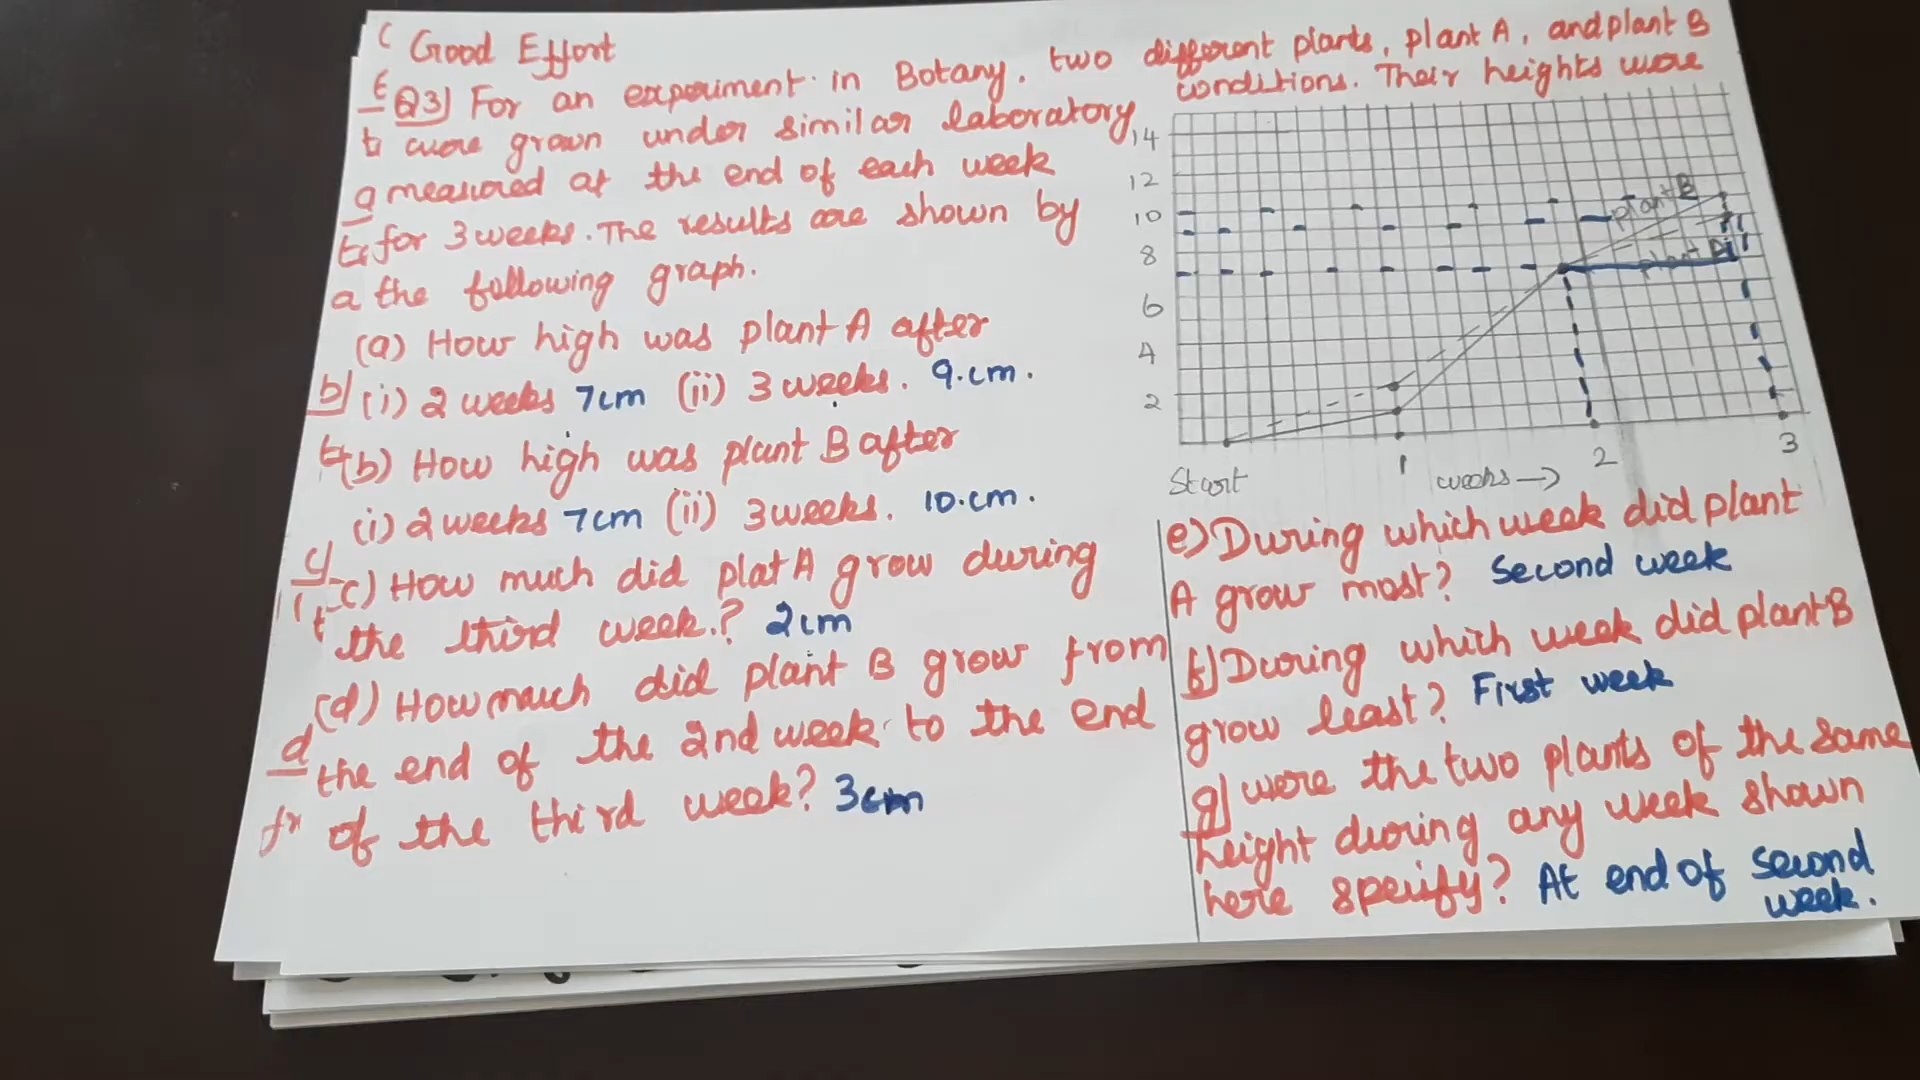 C Good Effort
Q3) For an experiment in Botany, two different plants, plant A, and plant B
were grown under similar laboratory conditions. Their heights were
measured at the end of each week
for 3 weeks. The results are shown by
the following graph.
(a) How high was plant A after
(i) 2 weeks 7cm (ii) 3 weeks. 9.cm.
(b) How high was plant B after
(i) 2 weeks 7cm (ii) 3 weeks. 10.cm.
(c) How much did plat A grow during
the third week.? 2cm
(d) How much did plant B grow from
the end of the 2nd week to the end
of the third week? 3cm
14
12
10
8
6
4
2
plant B
plant A
Start 1 weeks → 2 3
e) During which week did plant
A grow most? Second week
f) During which week did plant B
grow least? First week
g) were the two plants of the same
height during any week shown
here specify? At end of second
week.
a
b)
c)
d